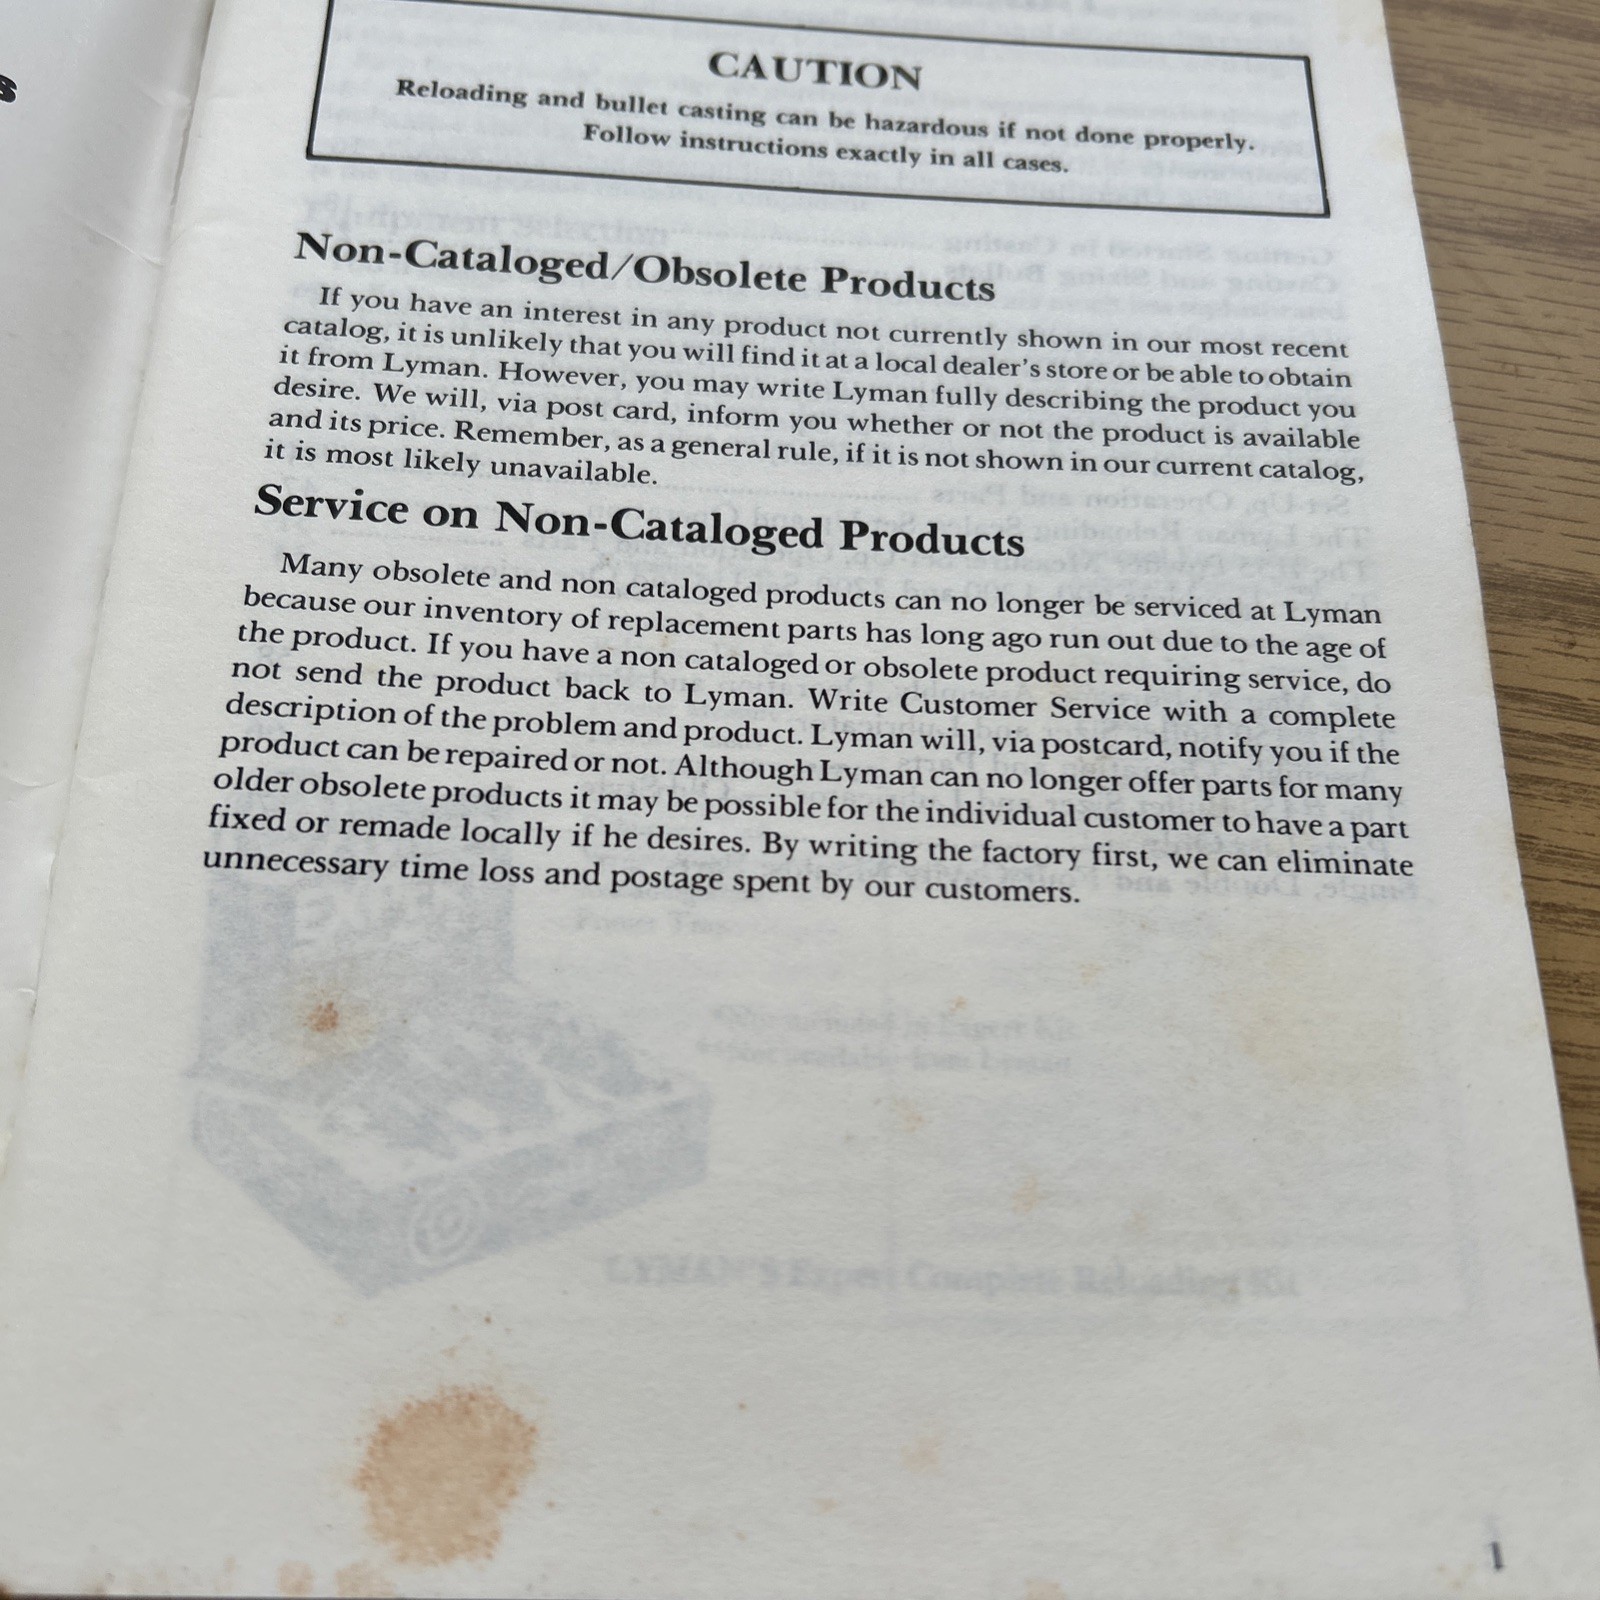 CAUTION
Reloading and bullet casting can be hazardous if not done properly.
Follow instructions exactly in all cases.
Non-Cataloged/Obsolete Products
If you have an interest in any product not currently shown in our most recent
catalog, it is unlikely that you will find it at a local dealer's store or be able to obtain
it from Lyman. However, you may write Lyman fully describing the product you
desire. We will, via post card, inform you whether or not the product is available
and its price. Remember, as a general rule, if it is not shown in our current catalog,
it is most likely unavailable.
Service on Non-Cataloged Products
Many obsolete and non cataloged products can no longer be serviced at Lyman
because our inventory of replacement parts has long ago run out due to the age of
the product. If you have a non cataloged or obsolete product requiring service, do
not send the product back to Lyman. Write Customer Service with a complete
description of the problem and product. Lyman will, via postcard, notify you if the
product can be repaired or not. Although Lyman can no longer offer parts for many
older obsolete products it may be possible for the individual customer to have a part
fixed or remade locally if he desires. By writing the factory first, we can eliminate
unnecessary time loss and postage spent by our customers.
LYMAN'S Expert Complete Reloading Kit
1